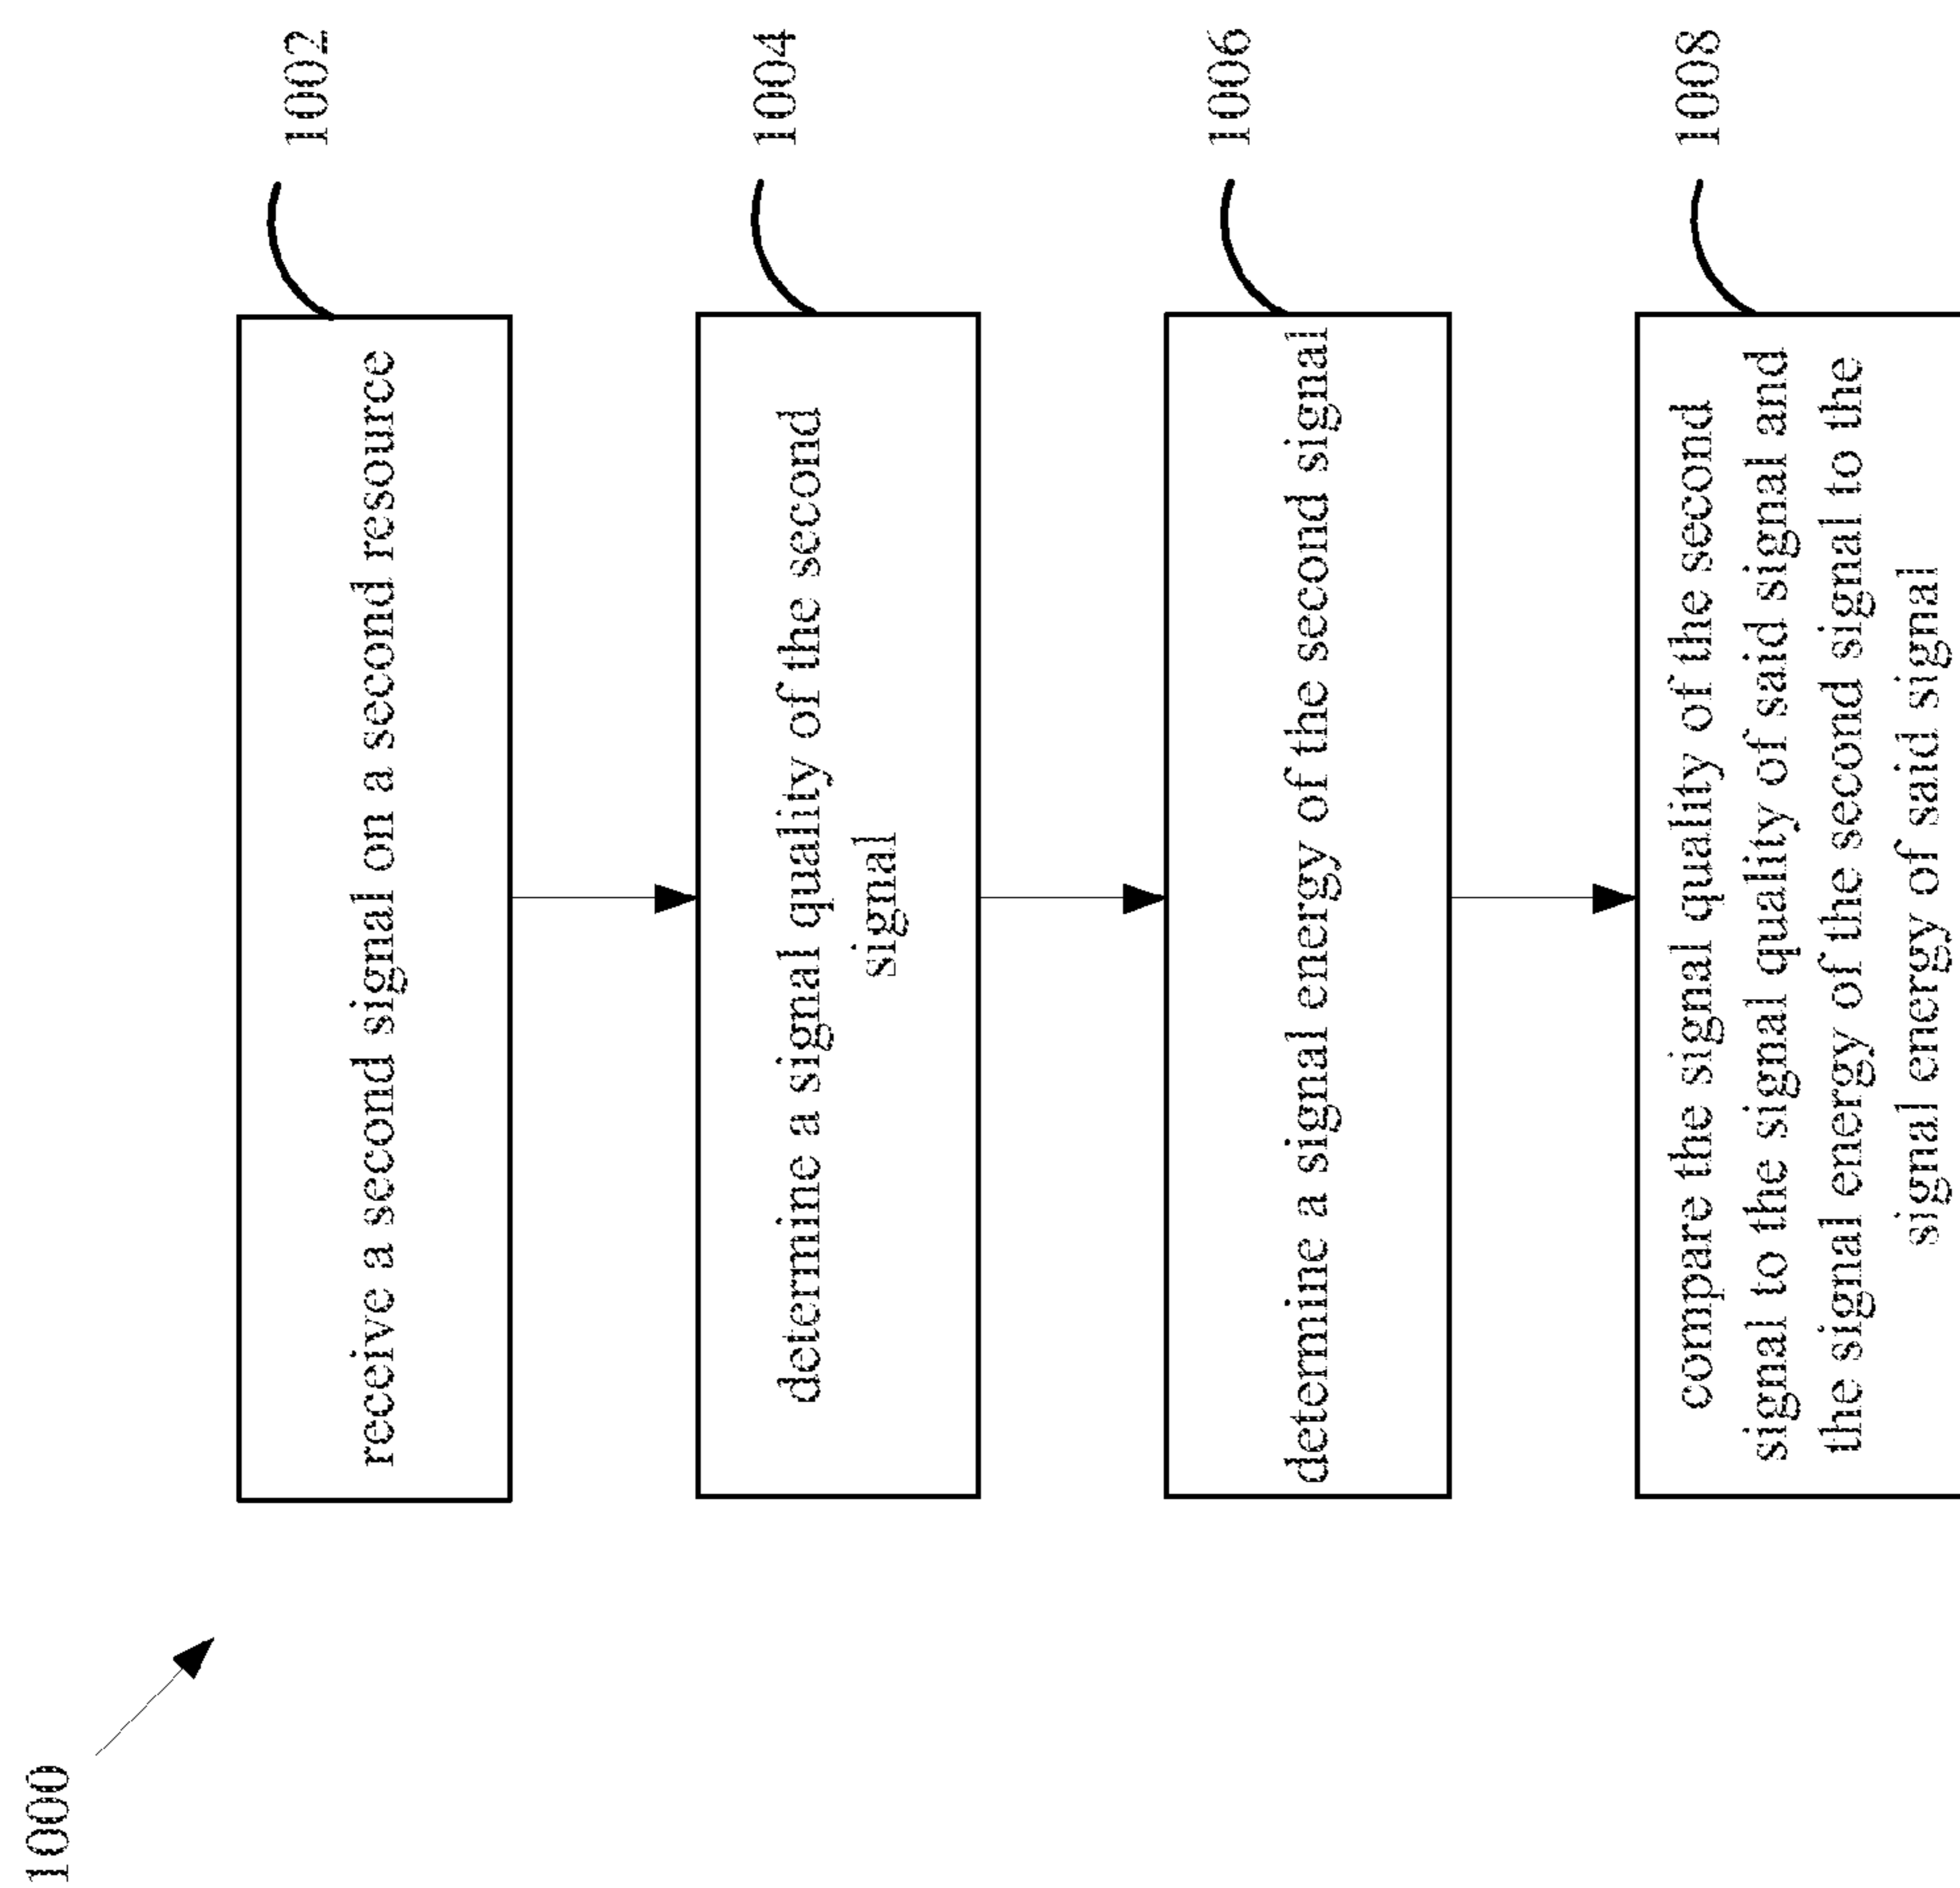 1000
receive a second signal on a second resource
1002
determine a signal quality of the second
signal
1004
determine a signal energy of the second signal
1006
compare the signal quality of the second
signal to the signal quality of said signal and
the signal energy of the second signal to the
signal energy of said signal
1008